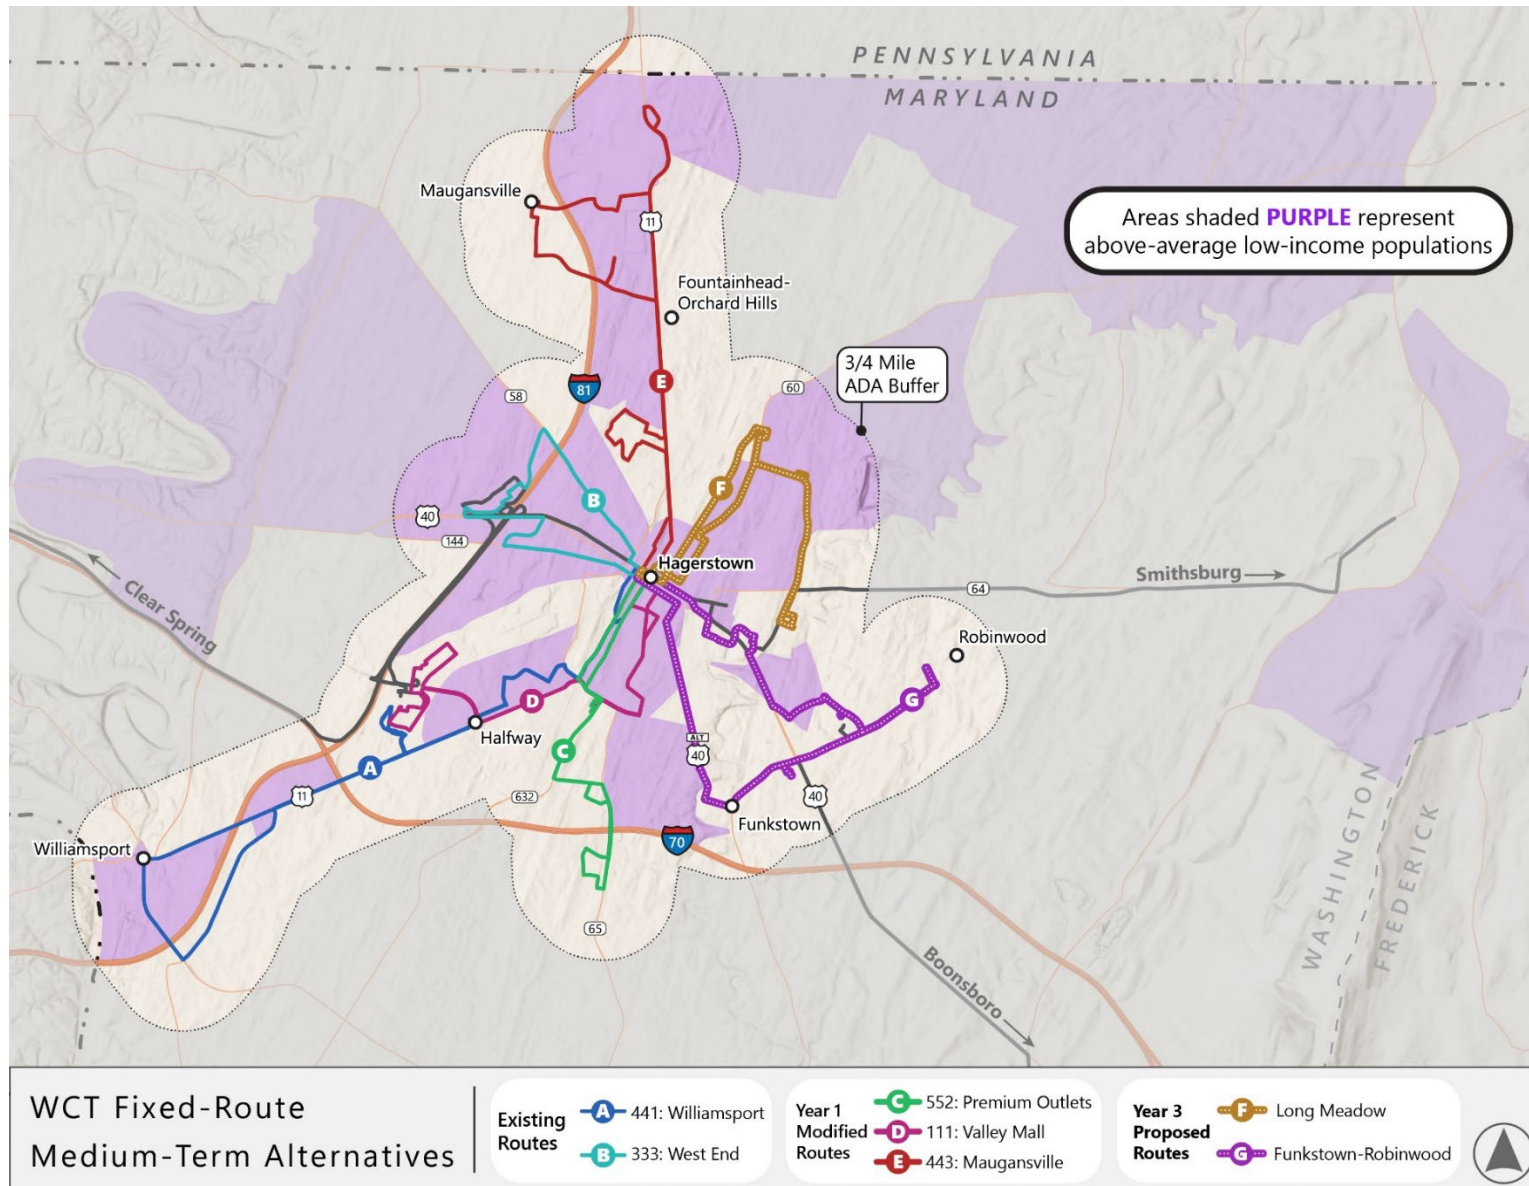 PENNSYLVANIA
MARYLAND
Maugansville
11
Areas shaded PURPLE represent
above-average low-income populations
Fountainhead-
Orchard Hills
3/4 Mile
ADA Buffer
E
81
58
60
F
B
40
144
Hagerstown
Smithsburg
64
Clear Spring
Robinwood
D
G
Halfway
C
ALT
40
A
11
632
40
Funkstown
70
Williamsport
65
WASHINGTON
FREDERICK
Boonsboro
WCT Fixed-Route
Medium-Term Alternatives
Existing
Routes
A 441: Williamsport
B 333: West End
Year 1
Modified
Routes
C 552: Premium Outlets
D 111: Valley Mall
E 443: Maugansville
Year 3
Proposed
Routes
F Long Meadow
G Funkstown-Robinwood